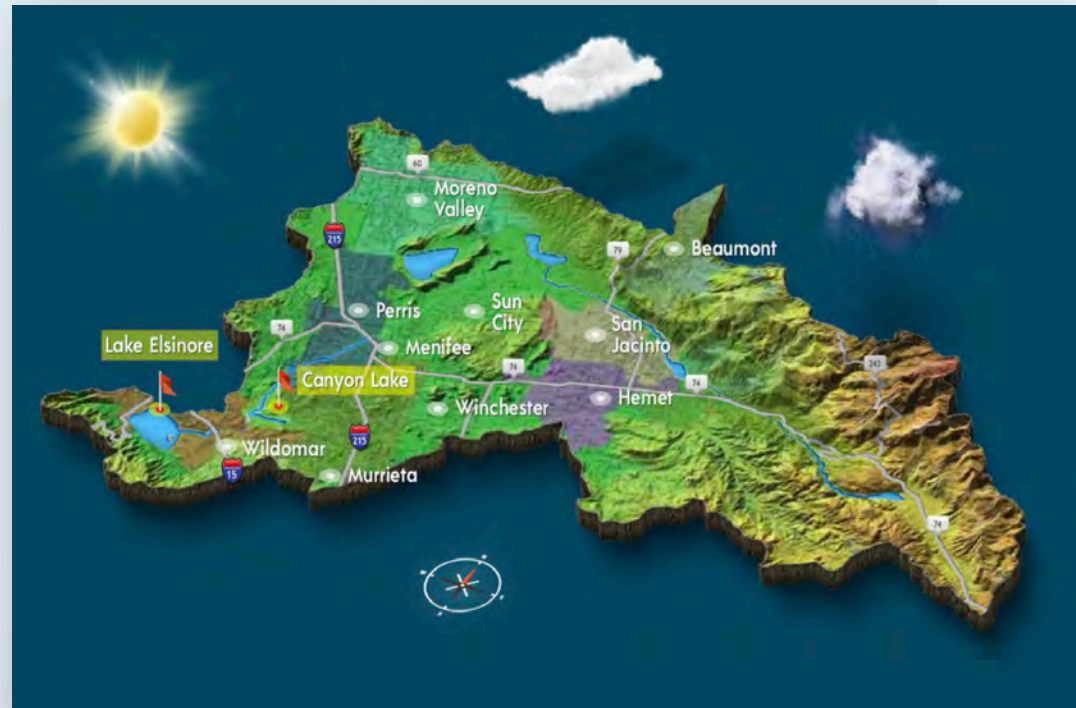 60
Moreno
Valley
215
79
Beaumont
Perris
Sun
City
74
San
Jacinto
Lake Elsinore
Menifee
243
74
Canyon Lake
74
Winchester
Hemet
215
Wildomar
15
Murrieta
74